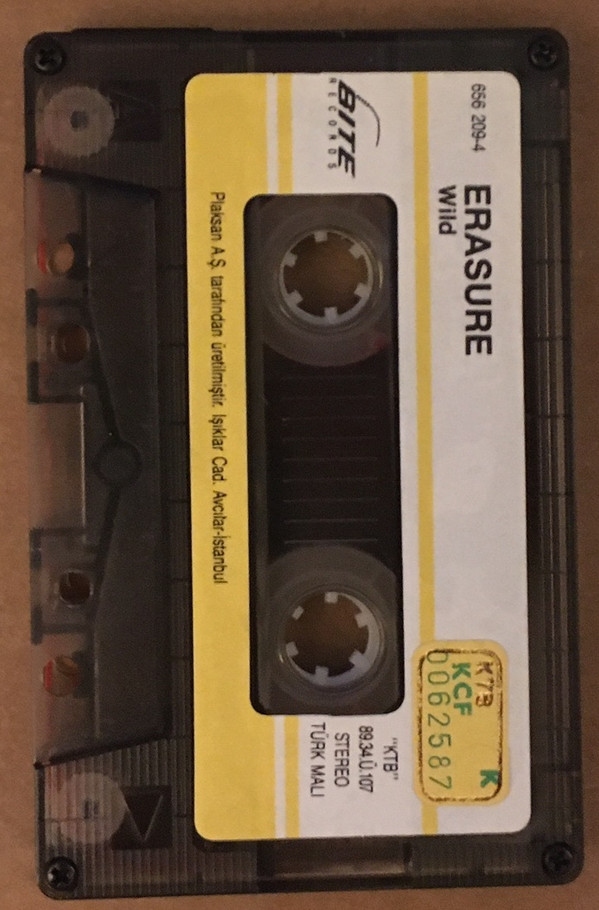 656 209-4
ERASURE
Wild
BITE
RECORDS
K
K73
KCF
0062587
"KTB"
89.34.Ü.107
STEREO
TÜRK MALI
Plaksan A.Ş. tarafından üretilmiştir. Işıklar Cad. Avcılar-İstanbul